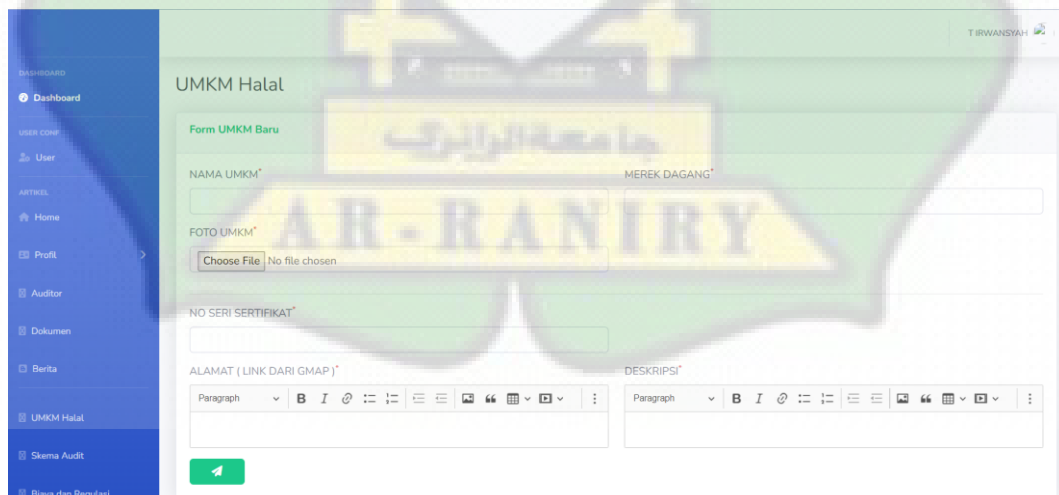 T IRWANSYAH
DASHBOARD
Dashboard
USER CONF
User
ARTIKEL
Home
Profil
Auditor
Dokumen
Berita
UMKM Halal
Skema Audit
Biaya dan Regulasi
UMKM Halal
Form UMKM Baru
NAMA UMKM*
MEREK DAGANG*
FOTO UMKM*
Choose File No file chosen
NO SERI SERTIFIKAT*
ALAMAT ( LINK DARI GMAP )*
DESKRIPSI*
Paragraph
Paragraph
جامعة الرانري
AR-RANIRY